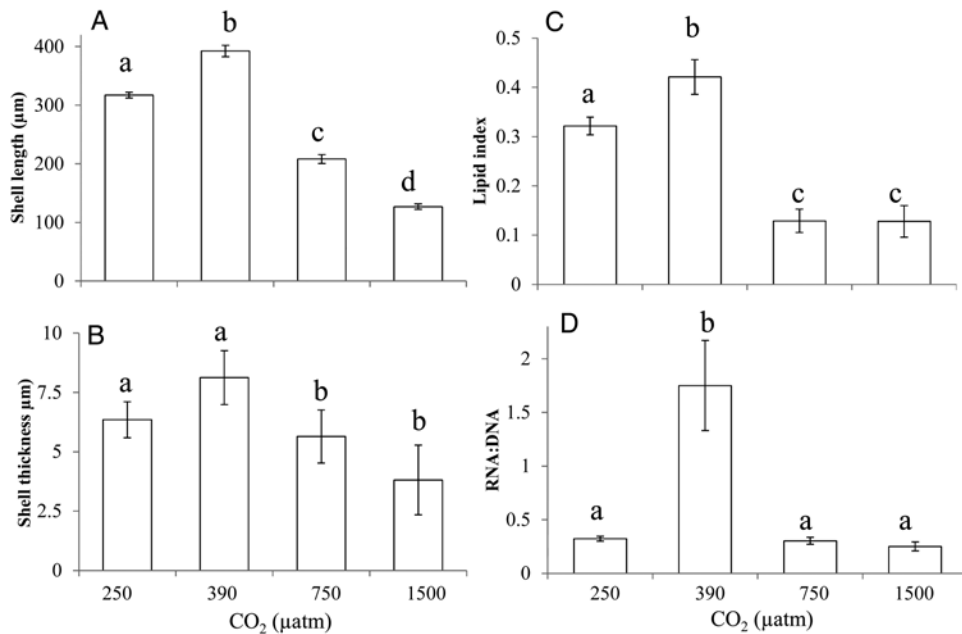 A
b
a
c
d
400
300
200
100
0
Shell length (µm)
C
b
a
c
c
0.5
0.4
0.3
0.2
0.1
0
Lipid index
B
a
a
b
b
10
7.5
5
2.5
0
Shell thickness µm)
250 390 750 1500
CO2 (µatm)
D
b
a
a
a
2
1.5
1
0.5
0
RNA:DNA
250 390 750 1500
CO2 (µatm)